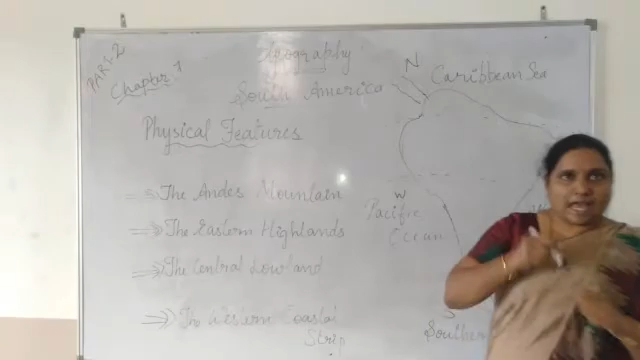 PART-2
Chapter 7
Geography
South America
Physical Features
The Andes Mountain
The Eastern Highlands
The Central Lowland
The Western Coastal
Strip
N
Caribbean Sea
W
Pacific
Ocean
S
Southern